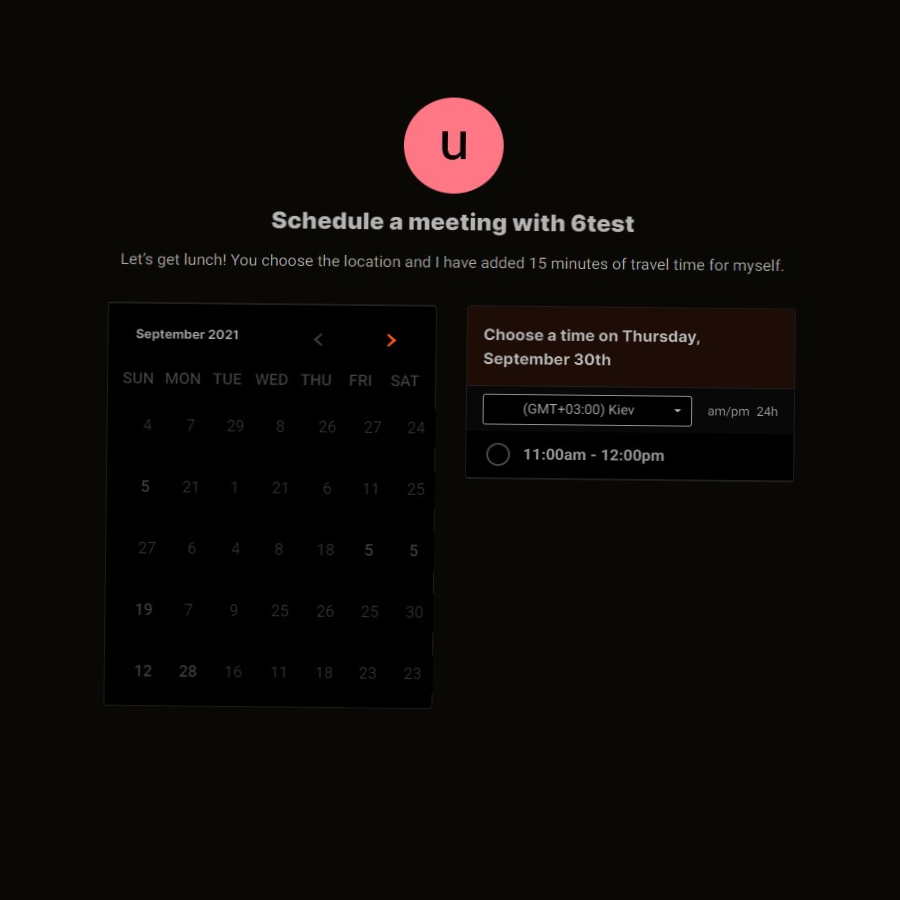 u
Schedule a meeting with 6test
Let's get lunch! You choose the location and I have added 15 minutes of travel time for myself.
September 2021
SUN MON TUE WED THU FRI SAT
4 7 29 8 26 27 24
5 21 1 21 6 11 25
27 6 4 8 18 5 5
19 7 9 25 26 25 30
12 28 16 11 18 23 23
Choose a time on Thursday,
September 30th
(GMT+03:00) Kiev
am/pm 24h
11:00am - 12:00pm